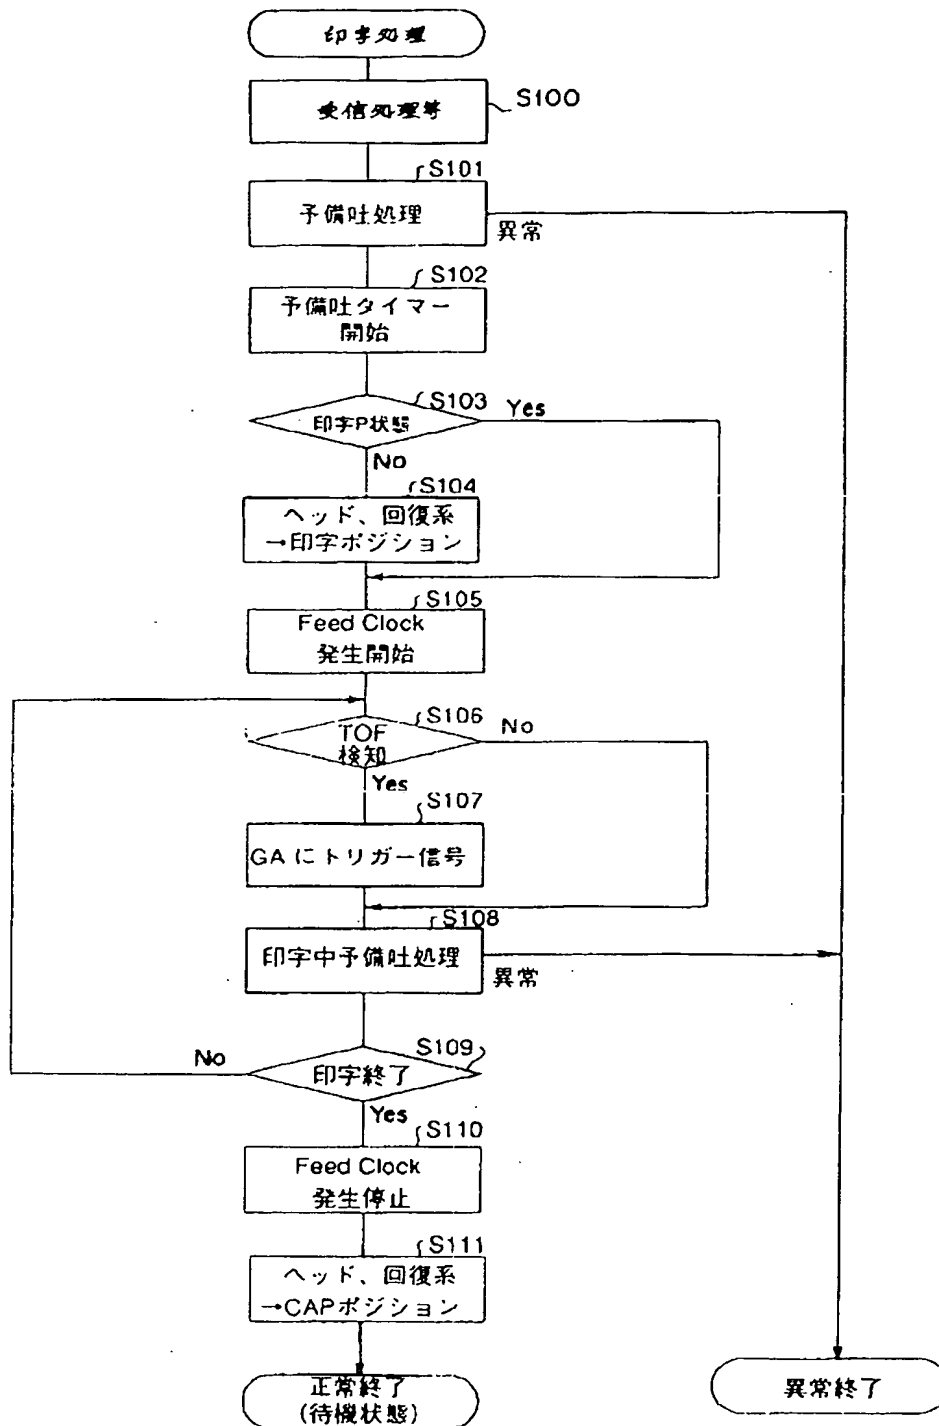 印字処理
受信処理等
S100
S101
予備吐処理
異常
S102
予備吐タイマー
開始
S103
印字P状態
Yes
No
S104
ヘッド、回復系
→印字ポジション
S105
Feed Clock
発生開始
S106
TOF
検知
No
Yes
S107
GAにトリガー信号
S108
印字中予備吐処理
異常
S109
印字終了
No
Yes
S110
Feed Clock
発生停止
S111
ヘッド、回復系
→CAPポジション
正常終了
(待機状態)
異常終了